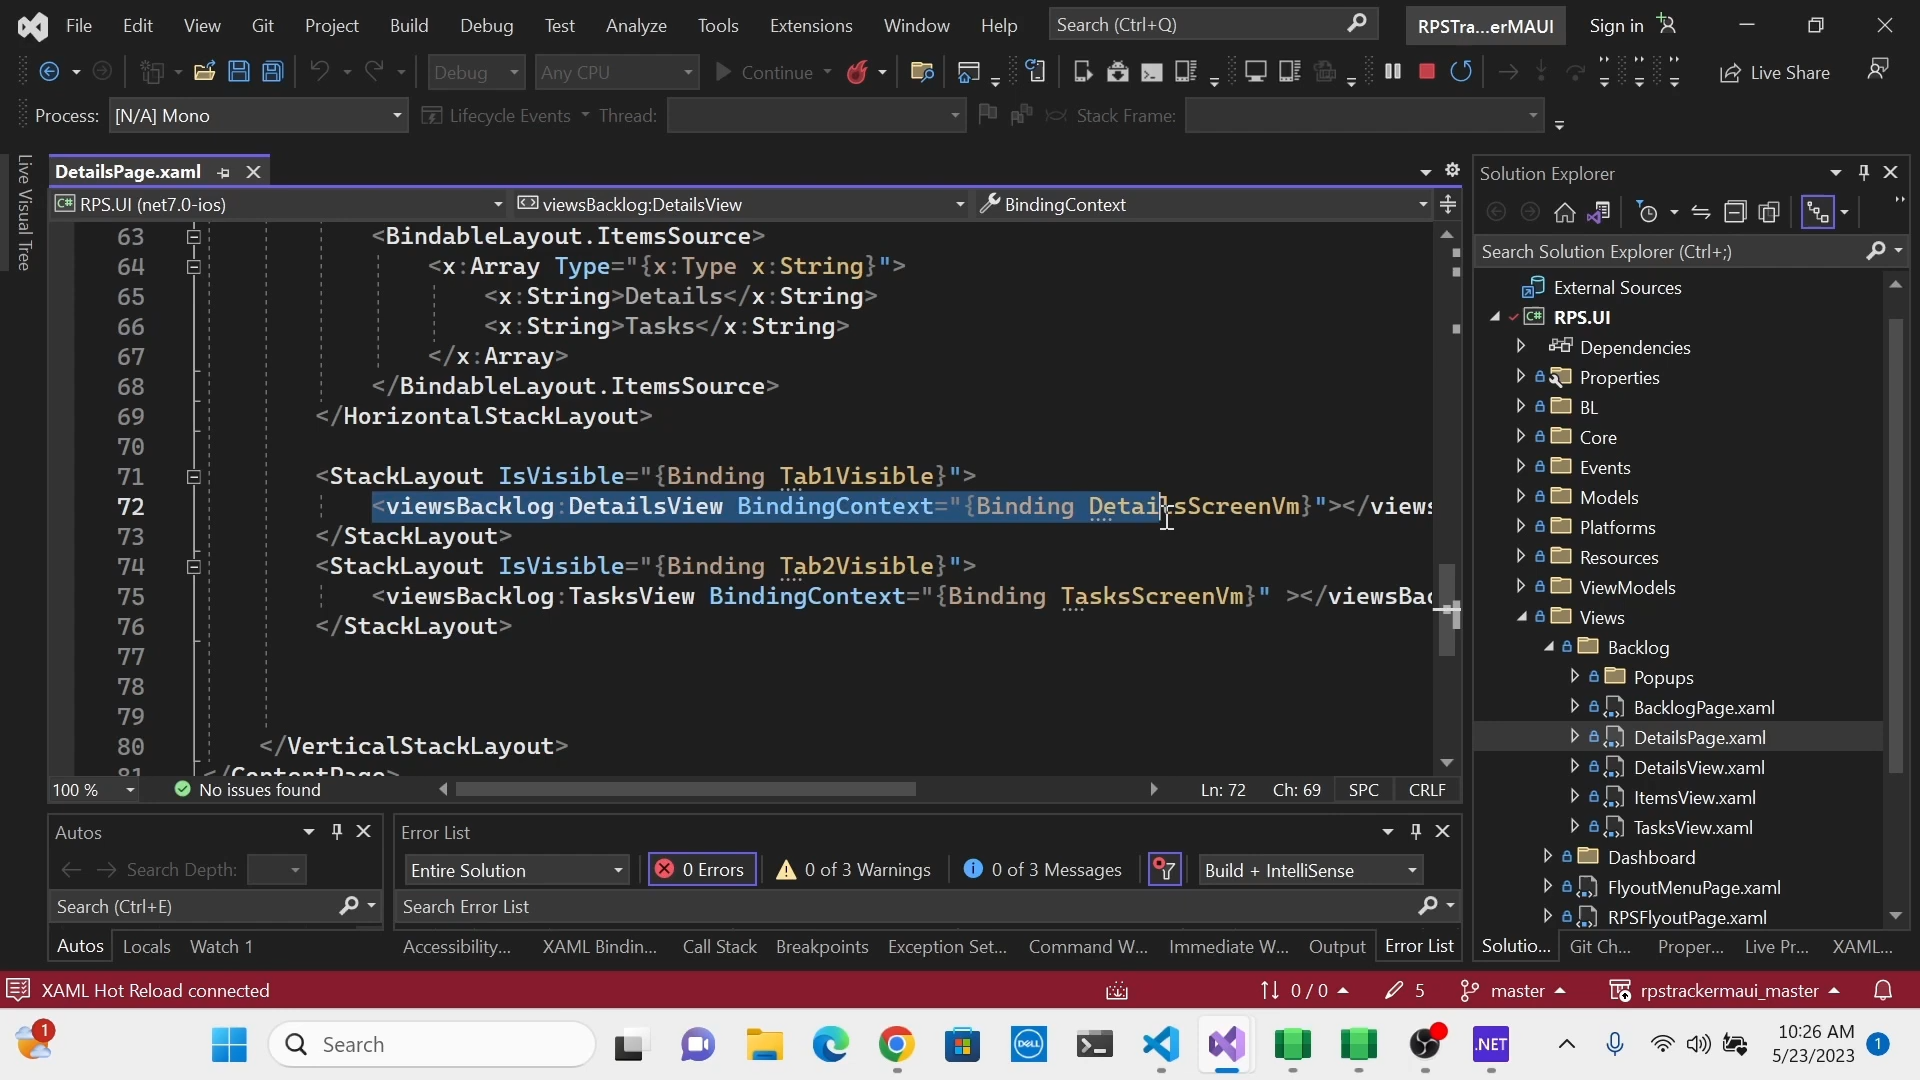 File Edit View Git Project Build Debug Test Analyze Tools Extensions Window Help Search (Ctrl+Q) RPSTra...erMAUI Sign in
Debug Any CPU Continue Live Share
Process: [N/A] Mono Lifecycle Events Thread: Stack Frame:
Live Visual Tree
DetailsPage.xaml
RPS.UI (net7.0-ios) viewsBacklog:DetailsView BindingContext
63 <BindableLayout.ItemsSource>
64 <x:Array Type="{x:Type x:String}">
65 <x:String>Details</x:String>
66 <x:String>Tasks</x:String>
67 </x:Array>
68 </BindableLayout.ItemsSource>
69 </HorizontalStackLayout>
70
71 <StackLayout IsVisible="{Binding Tab1Visible}">
72 <viewsBacklog:DetailsView BindingContext="{Binding DetailsScreenVm}"></views
73 </StackLayout>
74 <StackLayout IsVisible="{Binding Tab2Visible}">
75 <viewsBacklog:TasksView BindingContext="{Binding TasksScreenVm}" ></viewsBac
76 </StackLayout>
77
78
79
80 </VerticalStackLayout>
81 </ContentPage>
100 % No issues found Ln: 72 Ch: 69 SPC CRLF
Solution Explorer
Search Solution Explorer (Ctrl+;)
External Sources
RPS.UI
Dependencies
Properties
BL
Core
Events
Models
Platforms
Resources
ViewModels
Views
Backlog
Popups
BacklogPage.xaml
DetailsPage.xaml
DetailsView.xaml
ItemsView.xaml
TasksView.xaml
Dashboard
FlyoutMenuPage.xaml
RPSFlyoutPage.xaml
Solutio... Git Ch... Proper... Live Pr... XAML...
Autos
Search Depth:
Search (Ctrl+E)
Autos Locals Watch 1
Error List
Entire Solution 0 Errors 0 of 3 Warnings 0 of 3 Messages Build + IntelliSense
Search Error List
Accessibility... XAML Bindin... Call Stack Breakpoints Exception Set... Command W... Immediate W... Output Error List
XAML Hot Reload connected 0 / 0 5 master rpstrackermaui_master
1 Search DELL .NET 10:26 AM
5/23/2023 1